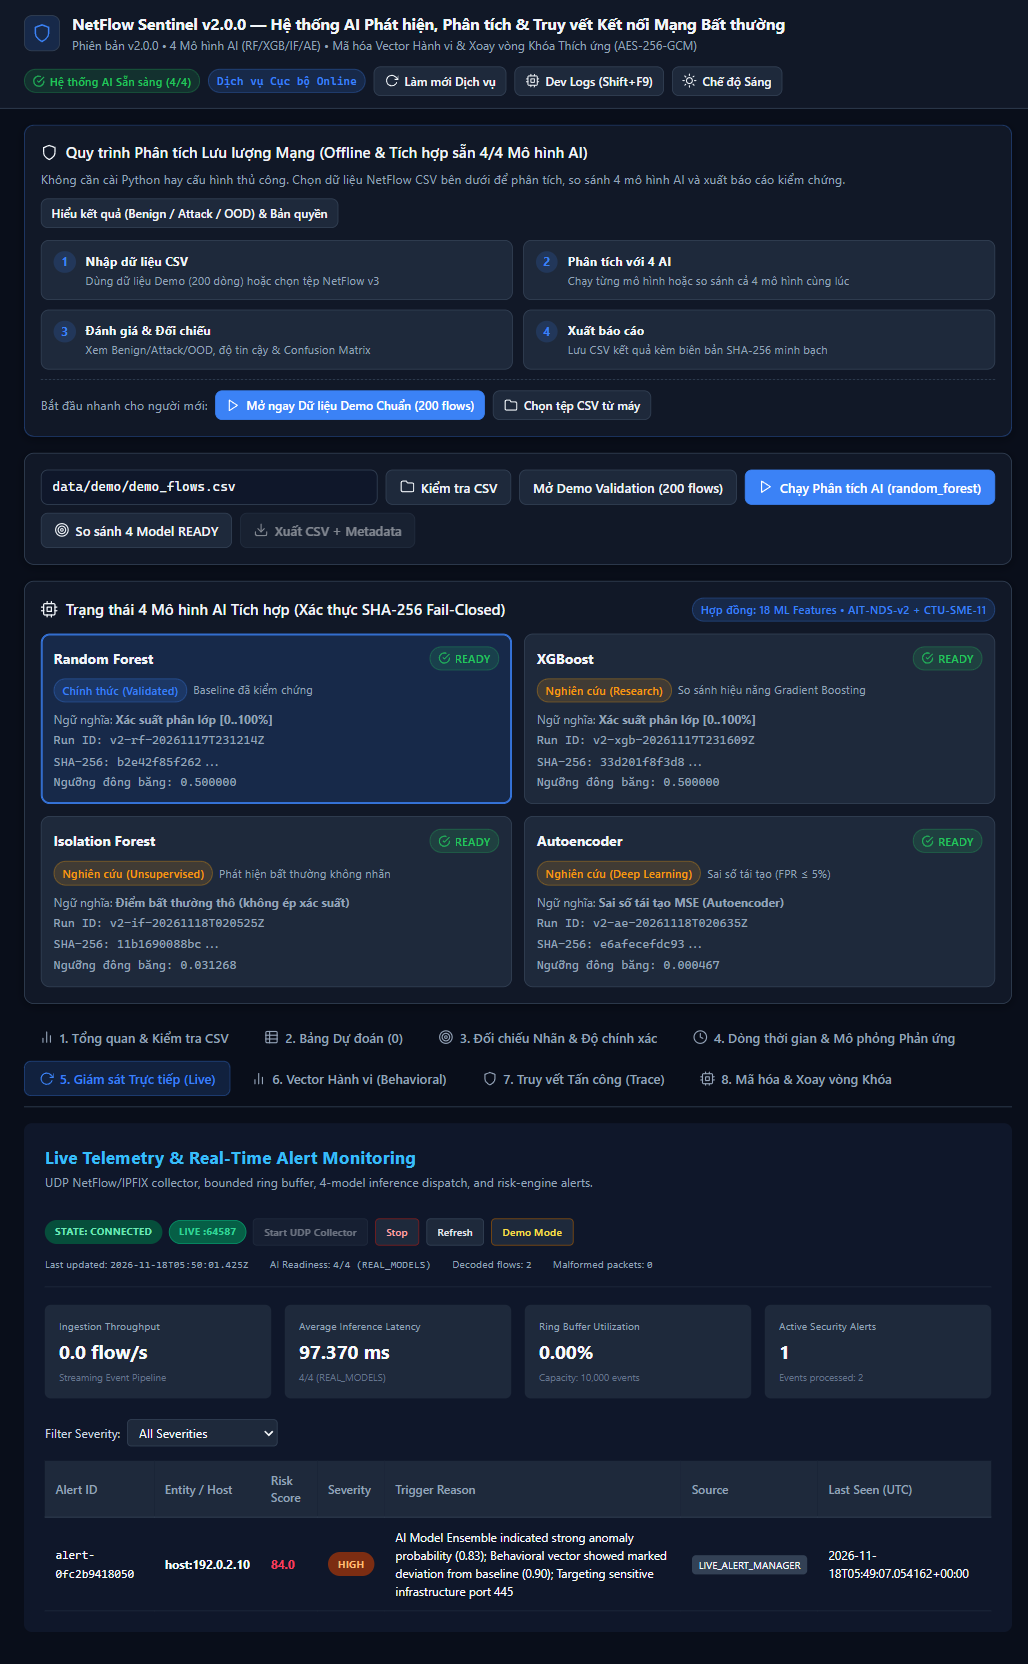 NetFlow Sentinel v2.0.0 — Hệ thống AI Phát hiện, Phân tích & Truy vết Kết nối Mạng Bất thường
Phiên bản v2.0.0 • 4 Mô hình AI (RF/XGB/IF/AE) • Mã hóa Vector Hành vi & Xoay vòng Khóa Thích ứng (AES-256-GCM)
Hệ thống AI Sẵn sàng (4/4)
Dịch vụ Cục bộ Online
Làm mới Dịch vụ
Dev Logs (Shift+F9)
Chế độ Sáng
Quy trình Phân tích Lưu lượng Mạng (Offline & Tích hợp sẵn 4/4 Mô hình AI)
Không cần cài Python hay cấu hình thủ công. Chọn dữ liệu NetFlow CSV bên dưới để phân tích, so sánh 4 mô hình AI và xuất báo cáo kiểm chứng.
Hiểu kết quả (Benign / Attack / OOD) & Bản quyền
1 Nhập dữ liệu CSV
Dùng dữ liệu Demo (200 dòng) hoặc chọn tệp NetFlow v3
2 Phân tích với 4 AI
Chạy từng mô hình hoặc so sánh cả 4 mô hình cùng lúc
3 Đánh giá & Đối chiếu
Xem Benign/Attack/OOD, độ tin cậy & Confusion Matrix
4 Xuất báo cáo
Lưu CSV kết quả kèm biên bản SHA-256 minh bạch
Bắt đầu nhanh cho người mới:
Mở ngay Dữ liệu Demo Chuẩn (200 flows)
Chọn tệp CSV từ máy
data/demo/demo_flows.csv
Kiểm tra CSV
Mở Demo Validation (200 flows)
Chạy Phân tích AI (random_forest)
So sánh 4 Model READY
Xuất CSV + Metadata
Trạng thái 4 Mô hình AI Tích hợp (Xác thực SHA-256 Fail-Closed)
Hợp đồng: 18 ML Features • AIT-NDS-v2 + CTU-SME-11
Random Forest
READY
Chính thức (Validated)
Baseline đã kiểm chứng
Ngữ nghĩa: Xác suất phân lớp [0..100%]
Run ID: v2-rf-20261117T231214Z
SHA-256: b2e42f85f262...
Ngưỡng đông băng: 0.500000
XGBoost
READY
Nghiên cứu (Research)
So sánh hiệu năng Gradient Boosting
Ngữ nghĩa: Xác suất phân lớp [0..100%]
Run ID: v2-xgb-20261117T231609Z
SHA-256: 33d201f8f3d8...
Ngưỡng đông băng: 0.500000
Isolation Forest
READY
Nghiên cứu (Unsupervised)
Phát hiện bất thường không nhãn
Ngữ nghĩa: Điểm bất thường thô (không ép xác suất)
Run ID: v2-if-20261118T020525Z
SHA-256: 11b1690088bc...
Ngưỡng đông băng: 0.031268
Autoencoder
READY
Nghiên cứu (Deep Learning)
Sai số tái tạo (FPR ≤ 5%)
Ngữ nghĩa: Sai số tái tạo MSE (Autoencoder)
Run ID: v2-ae-20261118T020635Z
SHA-256: e6afecefdc93...
Ngưỡng đông băng: 0.000467
1. Tổng quan & Kiểm tra CSV
2. Bảng Dự đoán (0)
3. Đối chiếu Nhãn & Độ chính xác
4. Dòng thời gian & Mô phỏng Phản ứng
5. Giám sát Trực tiếp (Live)
6. Vector Hành vi (Behavioral)
7. Truy vết Tấn công (Trace)
8. Mã hóa & Xoay vòng Khóa
Live Telemetry & Real-Time Alert Monitoring
UDP NetFlow/IPFIX collector, bounded ring buffer, 4-model inference dispatch, and risk-engine alerts.
STATE: CONNECTED
LIVE :64587
Start UDP Collector
Stop
Refresh
Demo Mode
Last updated: 2026-11-18T05:50:01.425Z
AI Readiness: 4/4 (REAL_MODELS)
Decoded flows: 2
Malformed packets: 0
Ingestion Throughput
0.0 flow/s
Streaming Event Pipeline
Average Inference Latency
97.370 ms
4/4 (REAL_MODELS)
Ring Buffer Utilization
0.00%
Capacity: 10,000 events
Active Security Alerts
1
Events processed: 2
Filter Severity:
All Severities
Alert ID
Entity / Host
Risk
Score
Severity
Trigger Reason
Source
Last Seen (UTC)
alert-
0fc2b9418050
host:192.0.2.10
84.0
HIGH
AI Model Ensemble indicated strong anomaly
probability (0.83); Behavioral vector showed marked
deviation from baseline (0.90); Targeting sensitive
infrastructure port 445
LIVE_ALERT_MANAGER
2026-11-
18T05:49:07.054162+00:00